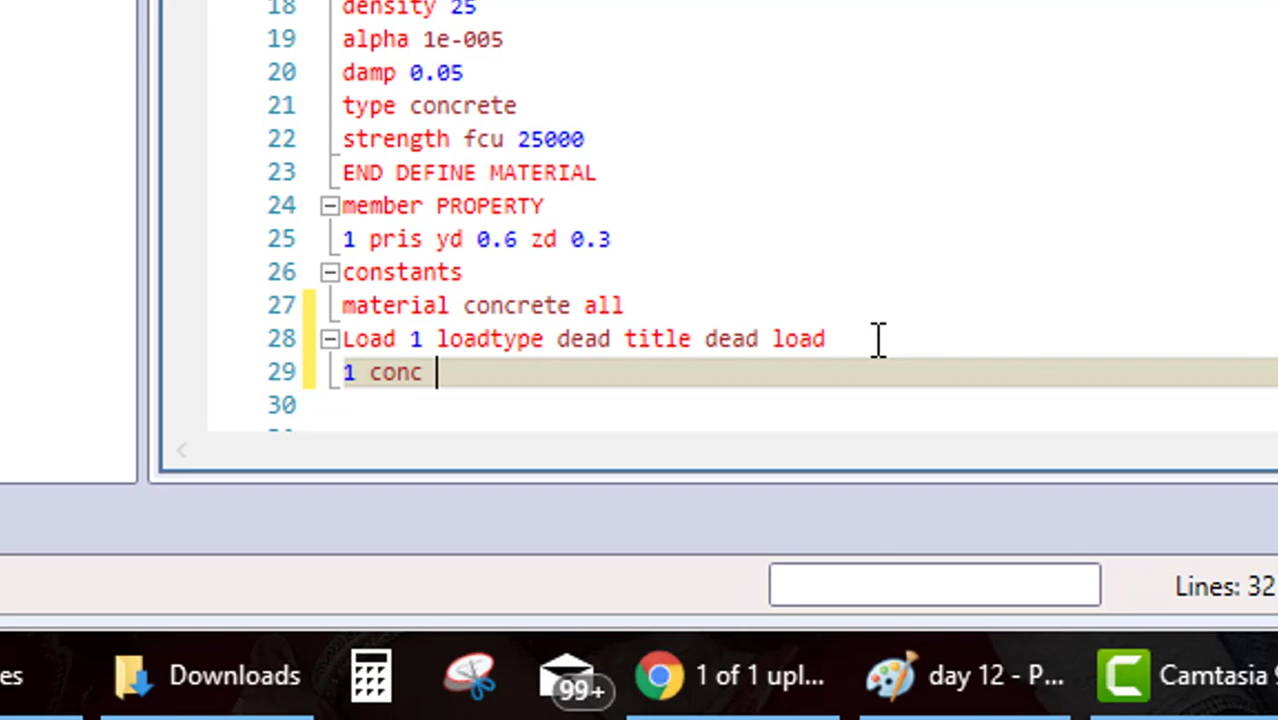 18 density 25
19 alpha 1e-005
20 damp 0.05
21 type concrete
22 strength fcu 25000
23 END DEFINE MATERIAL
24 member PROPERTY
25 1 pris yd 0.6 zd 0.3
26 constants
27 material concrete all
28 Load 1 loadtype dead title dead load
29 1 conc
30
Lines: 32
es Downloads 99+ 1 of 1 upl... day 12 - P... Camtasia 9